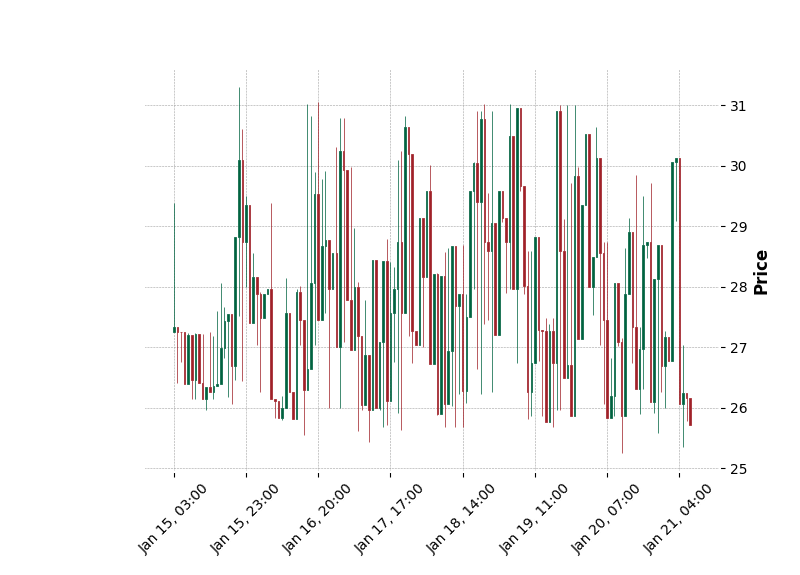 31
30
29
28
27
26
25
Price
Jan 15, 03:00
Jan 15, 23:00
Jan 16, 20:00
Jan 17, 17:00
Jan 18, 14:00
Jan 19, 11:00
Jan 20, 07:00
Jan 21, 04:00